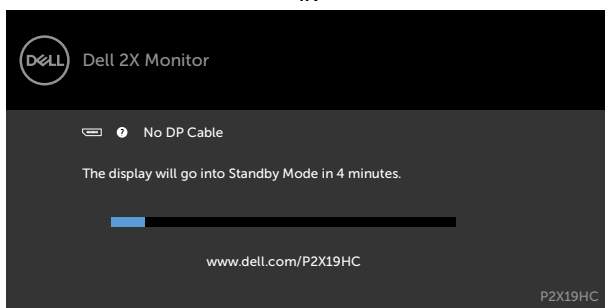 DELL
Dell 2X Monitor
? No DP Cable
The display will go into Standby Mode in 4 minutes.
www.dell.com/P2X19HC
P2X19HC